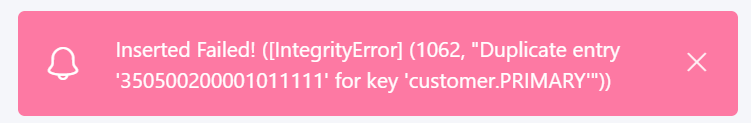 Inserted Failed! ([IntegrityError] (1062, "Duplicate entry
'350500200001011111' for key 'customer.PRIMARY'"))